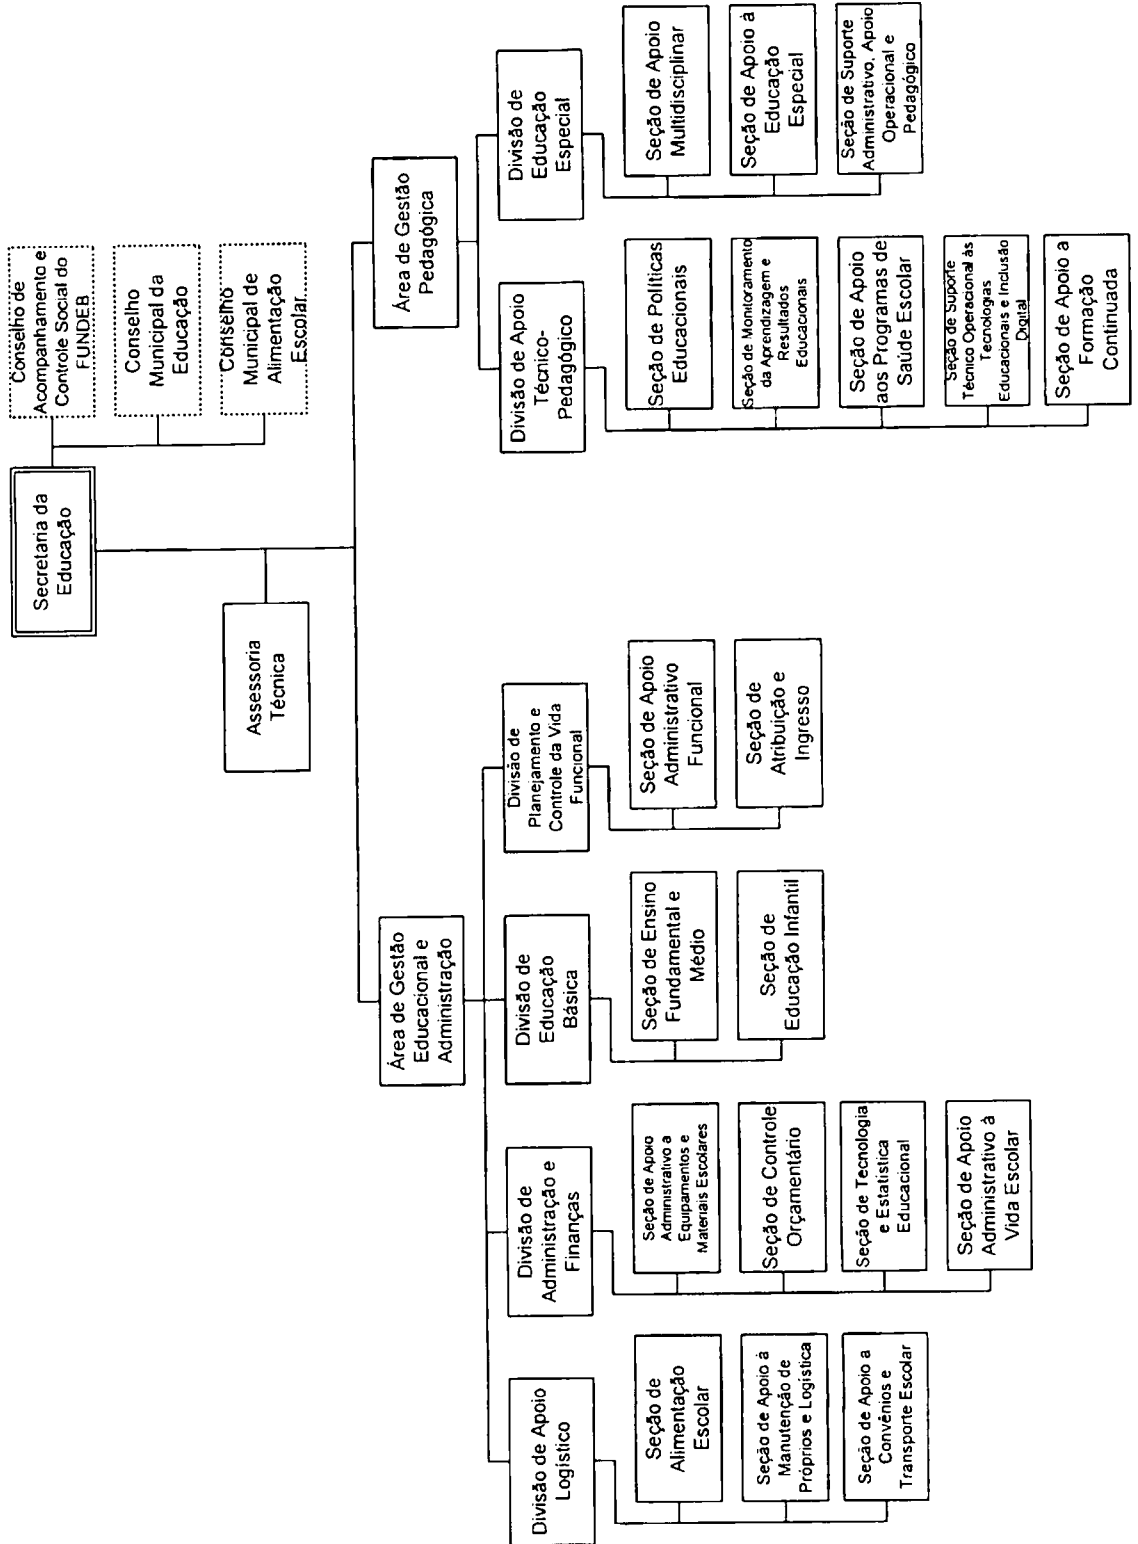 Secretaria da
Educação
Conselho de
Acompanhamento e
Controle Social do
FUNDEB
Conselho
Municipal da
Educação
Conselho
Municipal de
Alimentação
Escolar
Assessoria
Técnica
Área de Gestão
Educacional e
Administração
Área de Gestão
Pedagógica
Divisão de Apoio
Logístico
Seção de
Alimentação
Escolar
Seção de Apoio à
Manutenção de
Próprios e Logística
Seção de Apoio a
Convênios e
Transporte Escolar
Divisão de
Administração e
Finanças
Seção de Apoio
Administrativo a
Equipamentos e
Materiais Escolares
Seção de Controle
Orçamentário
Seção de Tecnologia
e Estatística
Educacional
Seção de Apoio
Administrativo à
Vida Escolar
Divisão de
Educação
Básica
Seção de Ensino
Fundamental e
Médio
Seção de
Educação Infantil
Divisão de
Planejamento e
Controle da Vida
Funcional
Seção de Apoio
Administrativo
Funcional
Seção de
Atribuição e
Ingresso
Divisão de Apoio
Técnico-
Pedagógico
Seção de Políticas
Educacionais
Seção de Monitoramento
da Aprendizagem e
Resultados
Educacionais
Seção de Apoio
aos Programas de
Saúde Escolar
Seção de Suporte
Técnico Operacional às
Tecnologias
Educacionais e Inclusão
Digital
Seção de Apoio a
Formação
Continuada
Divisão de
Educação
Especial
Seção de Apoio
Multidisciplinar
Seção de Apoio à
Educação
Especial
Seção de Suporte
Administrativo, Apoio
Operacional e
Pedagógico